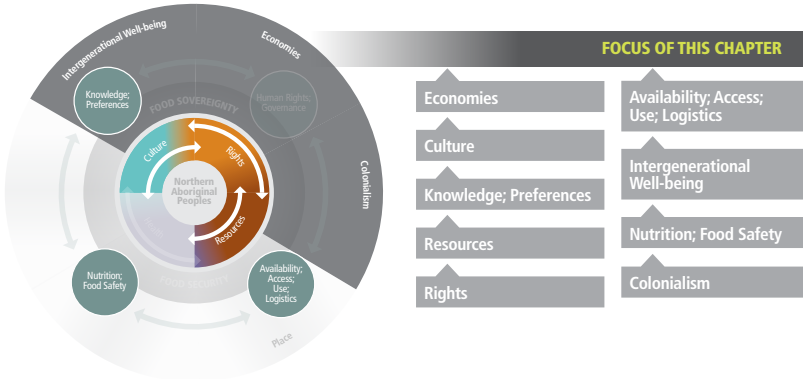 Intergenerational Well-being
Economies
Colonialism
Place
Knowledge;
Preferences
Human Rights;
Governance
FOOD SOVEREIGNTY
Culture
Rights
Resources
Northern
Aboriginal
Peoples
FOOD SECURITY
Nutrition;
Food Safety
Availability;
Access;
Use;
Logistics
FOCUS OF THIS CHAPTER
Economies
Culture
Knowledge; Preferences
Resources
Rights
Availability; Access;
Use; Logistics
Intergenerational
Well-being
Nutrition; Food Safety
Colonialism